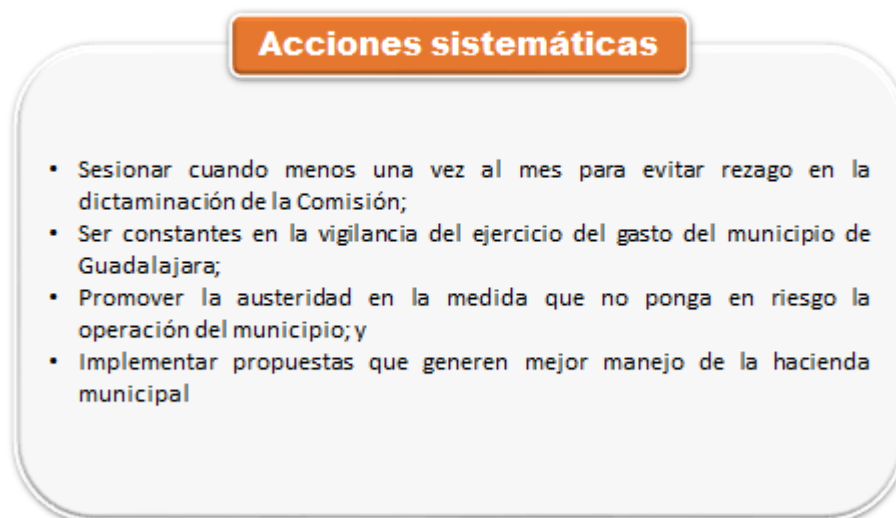 Acciones sistemáticas
• Sesionar cuando menos una vez al mes para evitar rezago en la
dictaminación de la Comisión;
• Ser constantes en la vigilancia del ejercicio del gasto del municipio de
Guadalajara;
• Promover la austeridad en la medida que no ponga en riesgo la
operación del municipio; y
• Implementar propuestas que generen mejor manejo de la hacienda
municipal